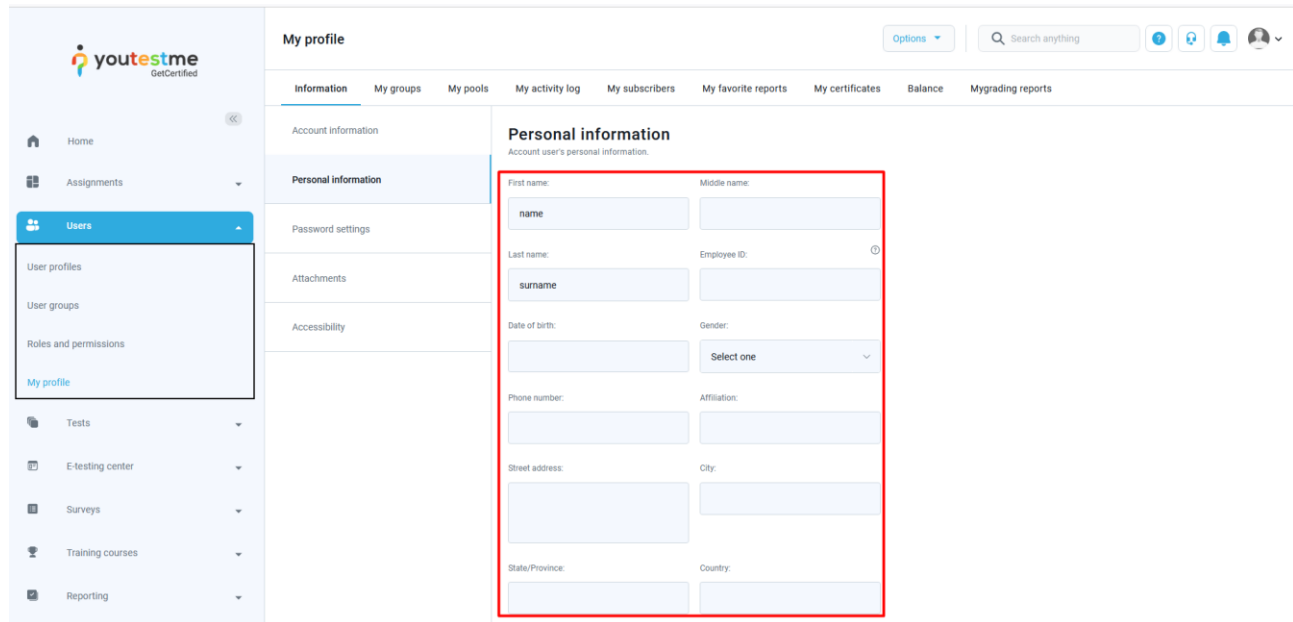 youtestme
GetCertified
Home
Assignments
Users
User profiles
User groups
Roles and permissions
My profile
Tests
E-testing center
Surveys
Training courses
Reporting
My profile
Options
Search anything
Information My groups My pools My activity log My subscribers My favorite reports My certificates Balance Mygrading reports
Account information
Personal information
Password settings
Attachments
Accessibility
Personal information
Account user's personal information.
First name: Middle name:
name
Last name: Employee ID:
surname
Date of birth: Gender:
Select one
Phone number: Affiliation:
Street address: City:
State/Province: Country: